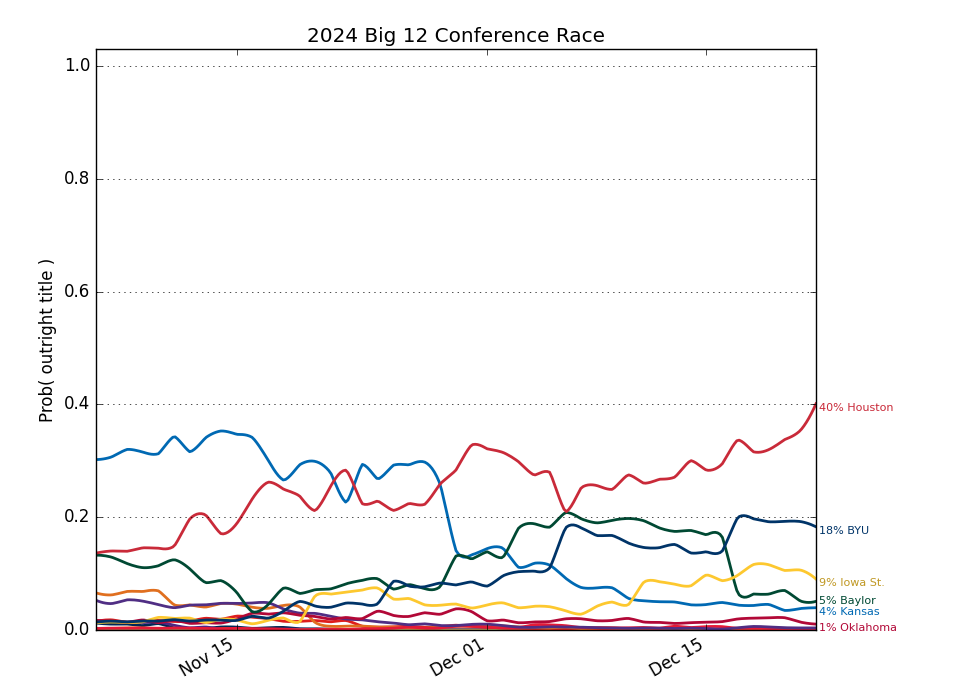 2024 Big 12 Conference Race
Prob( outright title )
1.0
0.8
0.6
0.4
0.2
0.0
40% Houston
18% BYU
9% Iowa St.
5% Baylor
4% Kansas
1% Oklahoma
Nov 15
Dec 01
Dec 15